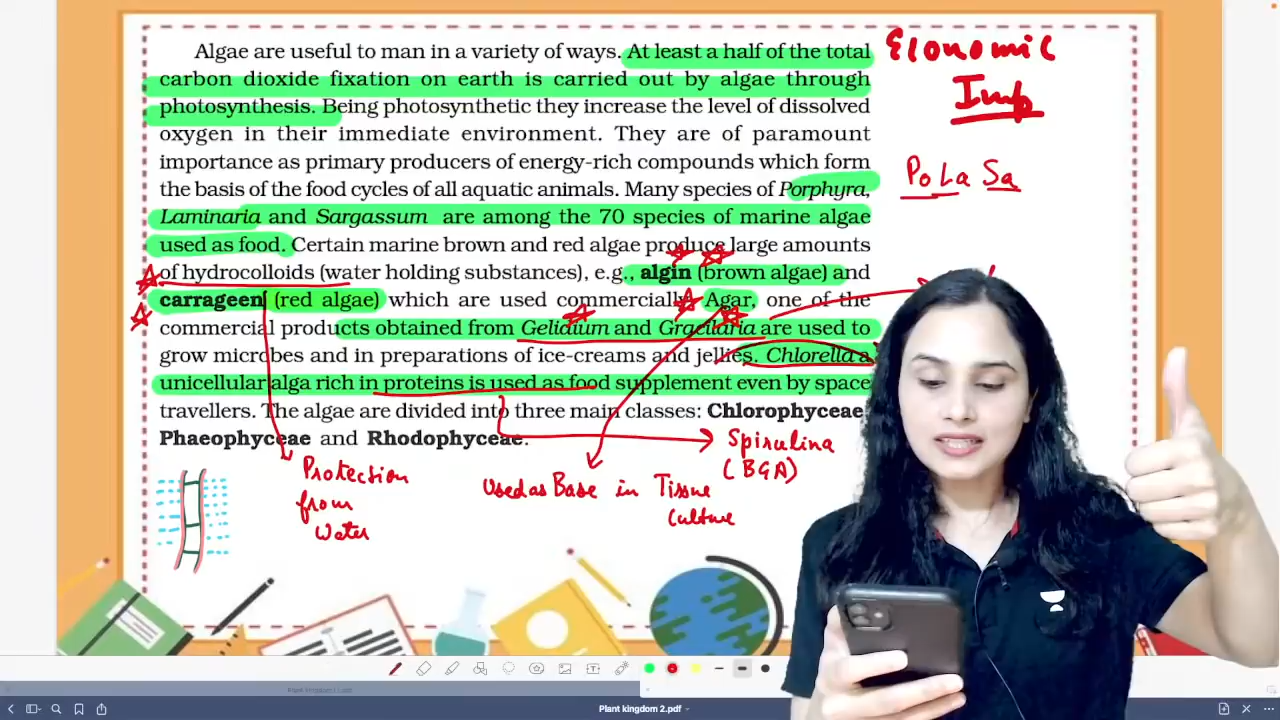 Algae are useful to man in a variety of ways. At least a half of the total
carbon dioxide fixation on earth is carried out by algae through
photosynthesis. Being photosynthetic they increase the level of dissolved
oxygen in their immediate environment. They are of paramount
importance as primary producers of energy-rich compounds which form
the basis of the food cycles of all aquatic animals. Many species of Porphyra,
Laminaria and Sargassum are among the 70 species of marine algae
used as food. Certain marine brown and red algae produce large amounts
of hydrocolloids (water holding substances), e.g., algin (brown algae) and
carrageen (red algae) which are used commercially. Agar, one of the
commercial products obtained from Gelidium and Gracilaria are used to
grow microbes and in preparations of ice-creams and jellies. Chlorella a
unicellular alga rich in proteins is used as food supplement even by space
travellers. The algae are divided into three main classes: Chlorophyceae
Phaeophyceae and Rhodophyceae.
Economic
Imp
Po La Sa
Protection
from
Water
Used as Base in Tissue
Culture
Spirulina
(BGA)
Plant kingdom 2.pdf